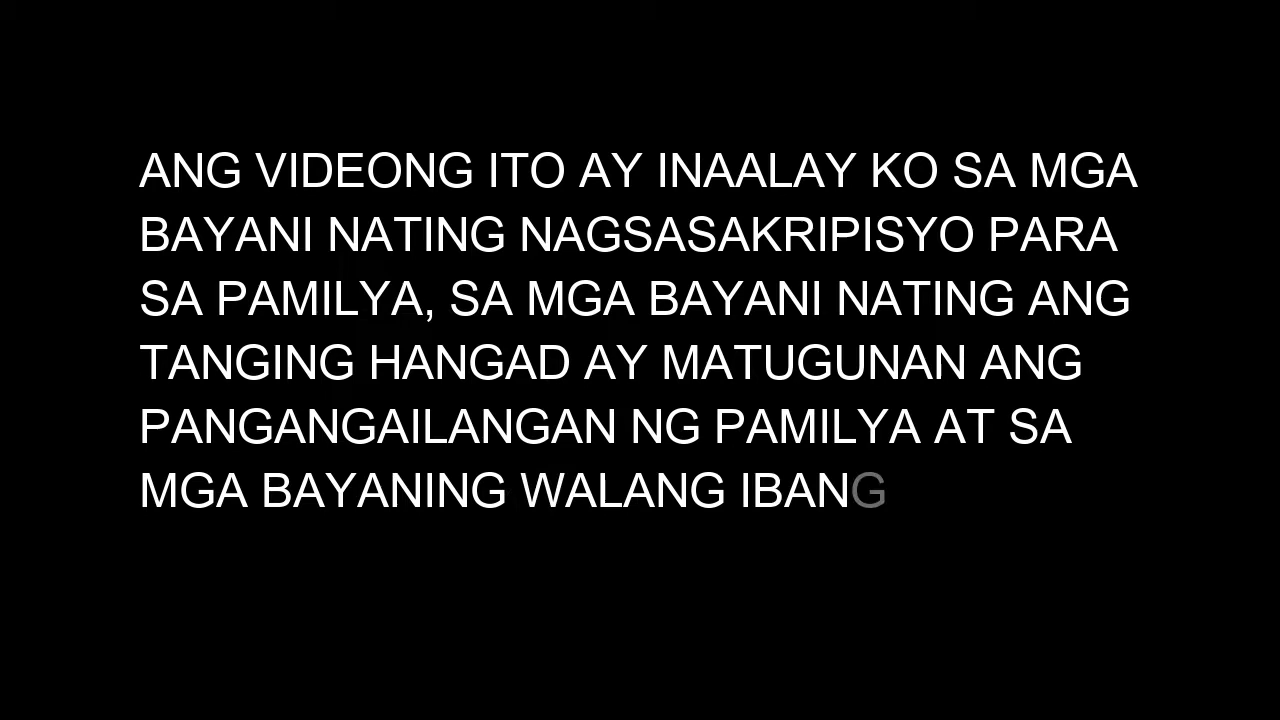 ANG VIDEONG ITO AY INAALAY KO SA MGA
BAYANI NATING NAGSASAKRIPISYO PARA
SA PAMILYA, SA MGA BAYANI NATING ANG
TANGING HANGAD AY MATUGUNAN ANG
PANGANGAILANGAN NG PAMILYA AT SA
MGA BAYANING WALANG IBANG